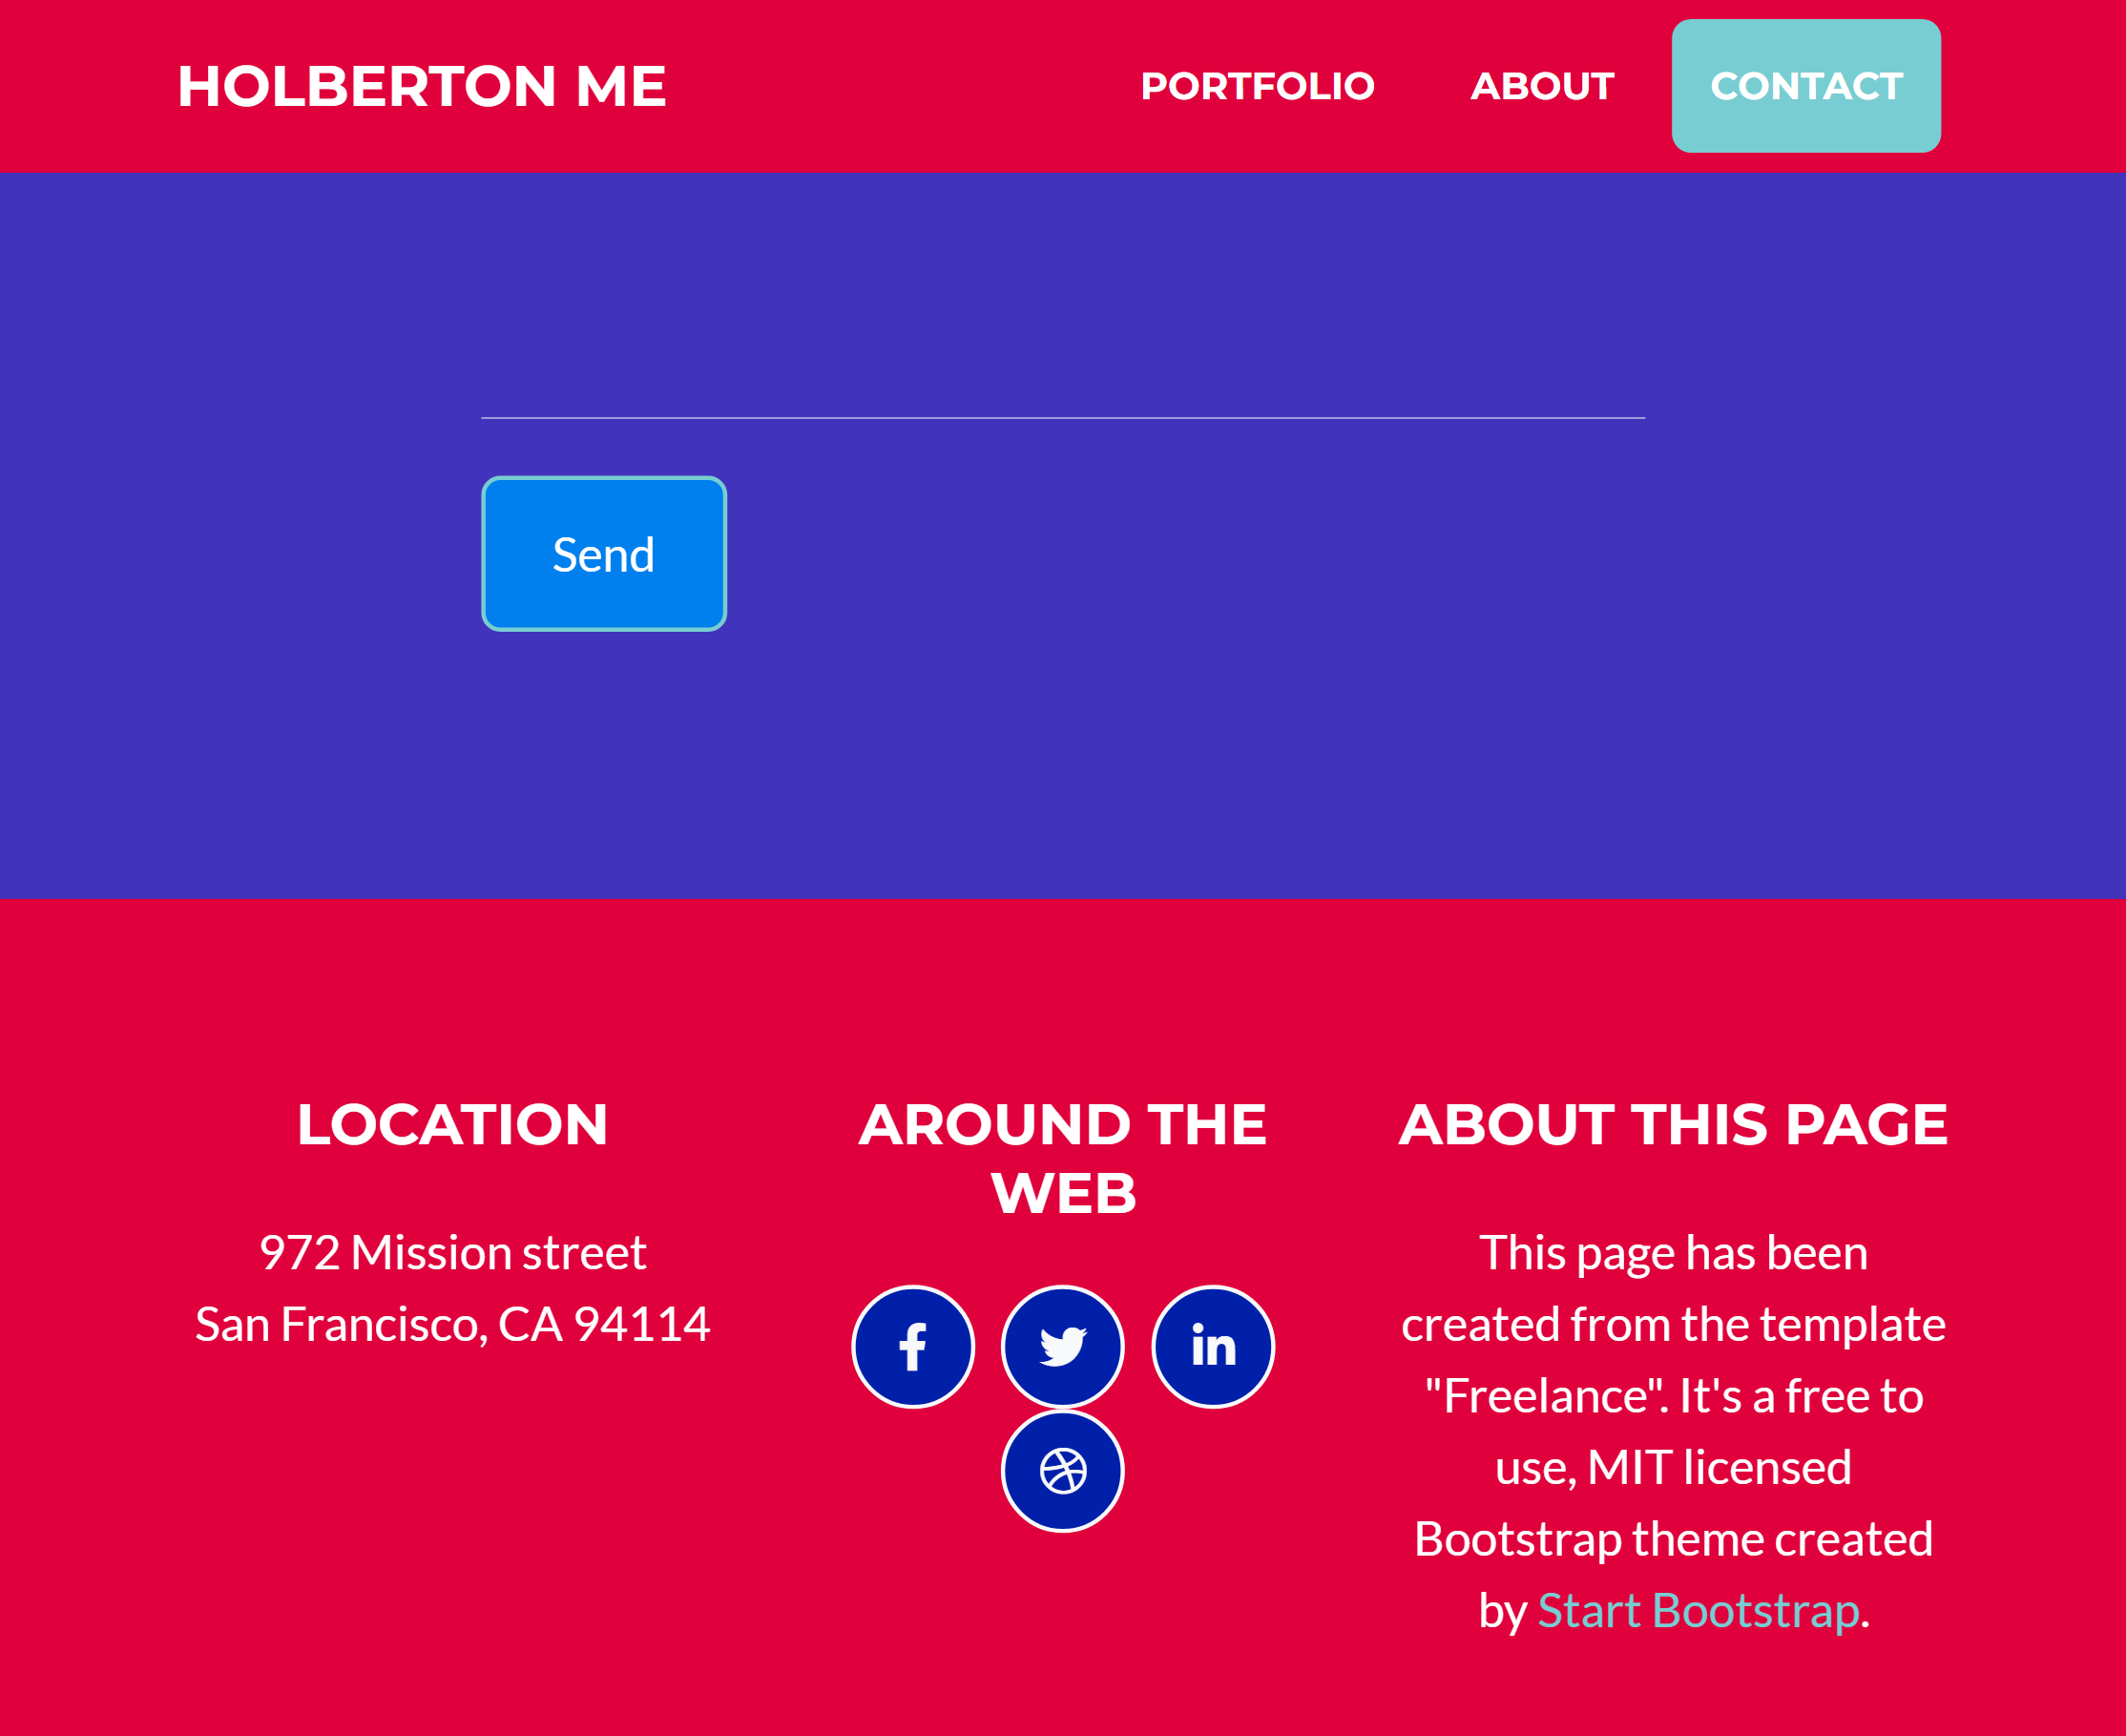 HOLBERTON ME
PORTFOLIO
ABOUT
CONTACT
Send
LOCATION
972 Mission street
San Francisco, CA 94114
AROUND THE
WEB
ABOUT THIS PAGE
This page has been
created from the template
"Freelance". It's a free to
use, MIT licensed
Bootstrap theme created
by Start Bootstrap.